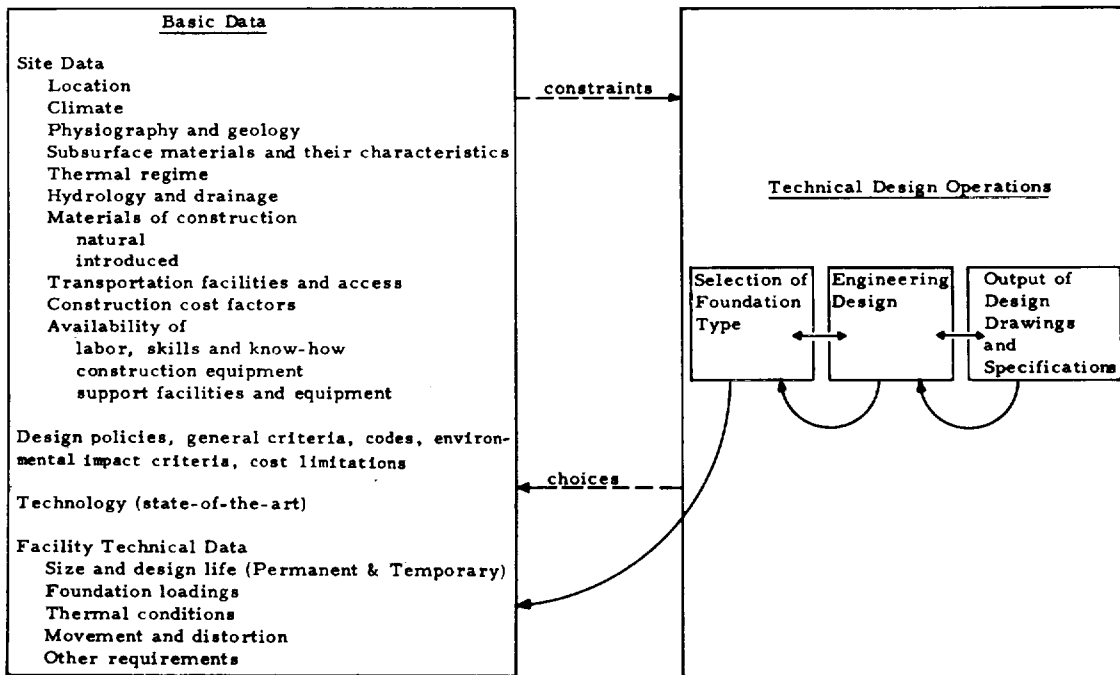 Basic Data
Site Data
Location
Climate
Physiography and geology
Subsurface materials and their characteristics
Thermal regime
Hydrology and drainage
Materials of construction
natural
introduced
Transportation facilities and access
Construction cost factors
Availability of
labor, skills and know-how
construction equipment
support facilities and equipment
Design policies, general criteria, codes, environ-
mental impact criteria, cost limitations
Technology (state-of-the-art)
Facility Technical Data
Size and design life (Permanent & Temporary)
Foundation loadings
Thermal conditions
Movement and distortion
Other requirements
constraints
choices
Technical Design Operations
Selection of
Foundation
Type
Engineering
Design
Output of
Design
Drawings
and
Specifications